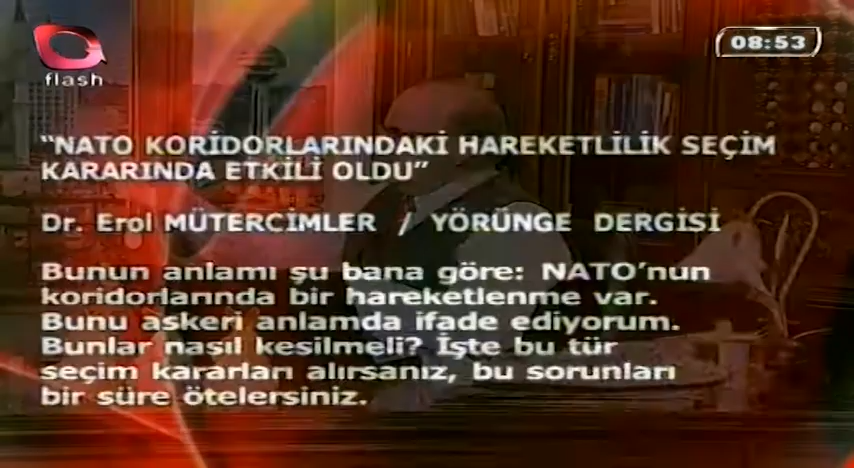 flash
08:53
“NATO KORİDORLARINDAKİ HAREKETLİLİK SEÇİM
KARARINDA ETKİLİ OLDU”
Dr. Erol MÜTERCİMLER / YÖRÜNGE DERGİSİ
Bunun anlamı şu bana göre: NATO’nun
koridorlarında bir hareketlenme var.
Bunu askeri anlamda ifade ediyorum.
Bunlar nasıl kesilmeli? İşte bu tür
seçim kararları alırsanız, bu sorunları
bir süre ötelersiniz.